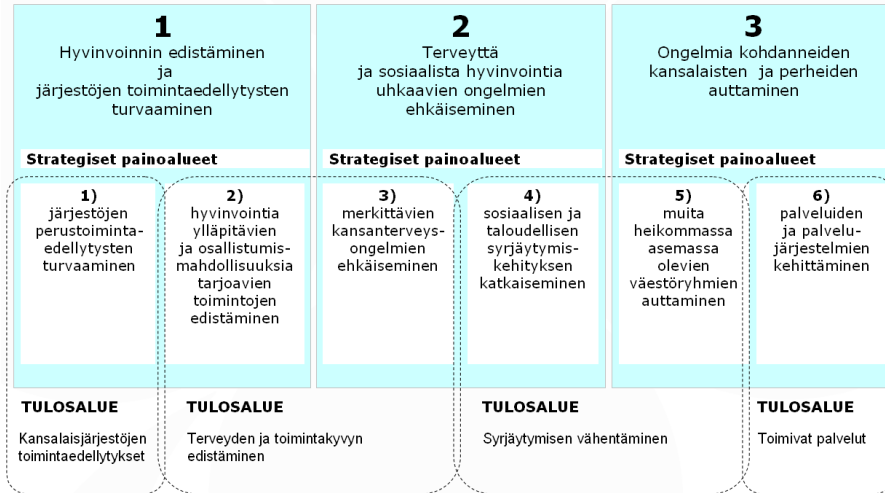 1
Hyvinvoinnin edistäminen
ja
järjestöjen toimintaedellytysten
turvaaminen
2
Terveyttä
ja sosiaalista hyvinvointia
uhkaavien ongelmien
ehkäiseminen
3
Ongelmia kohdanneiden
kansalaisten ja perheiden
auttaminen
Strategiset painoalueet
Strategiset painoalueet
Strategiset painoalueet
1)
järjestöjen
perustoiminta-
edellytysten
turvaaminen
2)
hyvinvointia
ylläpitävien
ja osallistumis-
mahdollisuuksia
tarjoavien
toimintojen
edistäminen
3)
merkittävien
kansanterveys-
ongelmien
ehkäiseminen
4)
sosiaalisen ja
taloudellisen
syrjäytymis-
kehityksen
katkaiseminen
5)
muita
heikommassa
asemassa
olevien
väestöryhmien
auttaminen
6)
palveluiden
ja palvelu-
järjestelmien
kehittäminen
TULOSALUE
Kansalaisjärjestöjen
toimintaedellytykset
TULOSALUE
Terveyden ja toimintakyvyn
edistäminen
TULOSALUE
Syrjäytymisen vähentäminen
TULOSALUE
Toimivat palvelut